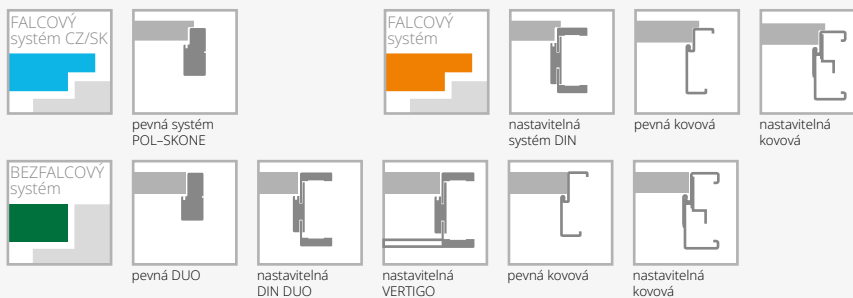 FALCOVÝ
systém CZ/SK
pevná systém
POL–SKONE
FALCOVÝ
systém
nastavitelná
systém DIN
pevná kovová
nastavitelná
kovová
BEZFALCOVÝ
systém
pevná DUO
nastavitelná
DIN DUO
nastavitelná
VERTIGO
pevná kovová
nastavitelná
kovová